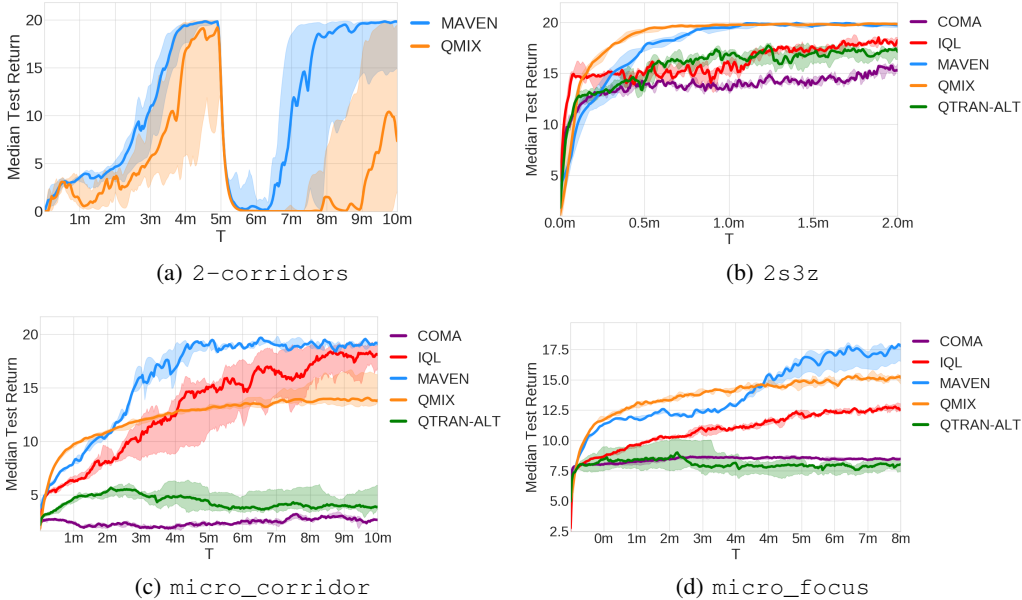 Median Test Return
20
15
10
5
0
1m 2m 3m 4m 5m 6m 7m 8m 9m 10m
T
MAVEN
QMIX
(a) 2-corridors
Median Test Return
20
15
10
5
0.0m 0.5m 1.0m 1.5m 2.0m
T
COMA
IQL
MAVEN
QMIX
QTRAN-ALT
(b) 2s3z
Median Test Return
20
15
10
5
1m 2m 3m 4m 5m 6m 7m 8m 9m 10m
T
COMA
IQL
MAVEN
QMIX
QTRAN-ALT
(c) micro_corridor
Median Test Return
17.5
15.0
12.5
10.0
7.5
5.0
2.5
0m 2m 3m 4m 5m 6m 7m 8m
T
COMA
IQL
MAVEN
QMIX
QTRAN-ALT
(d) micro_focus